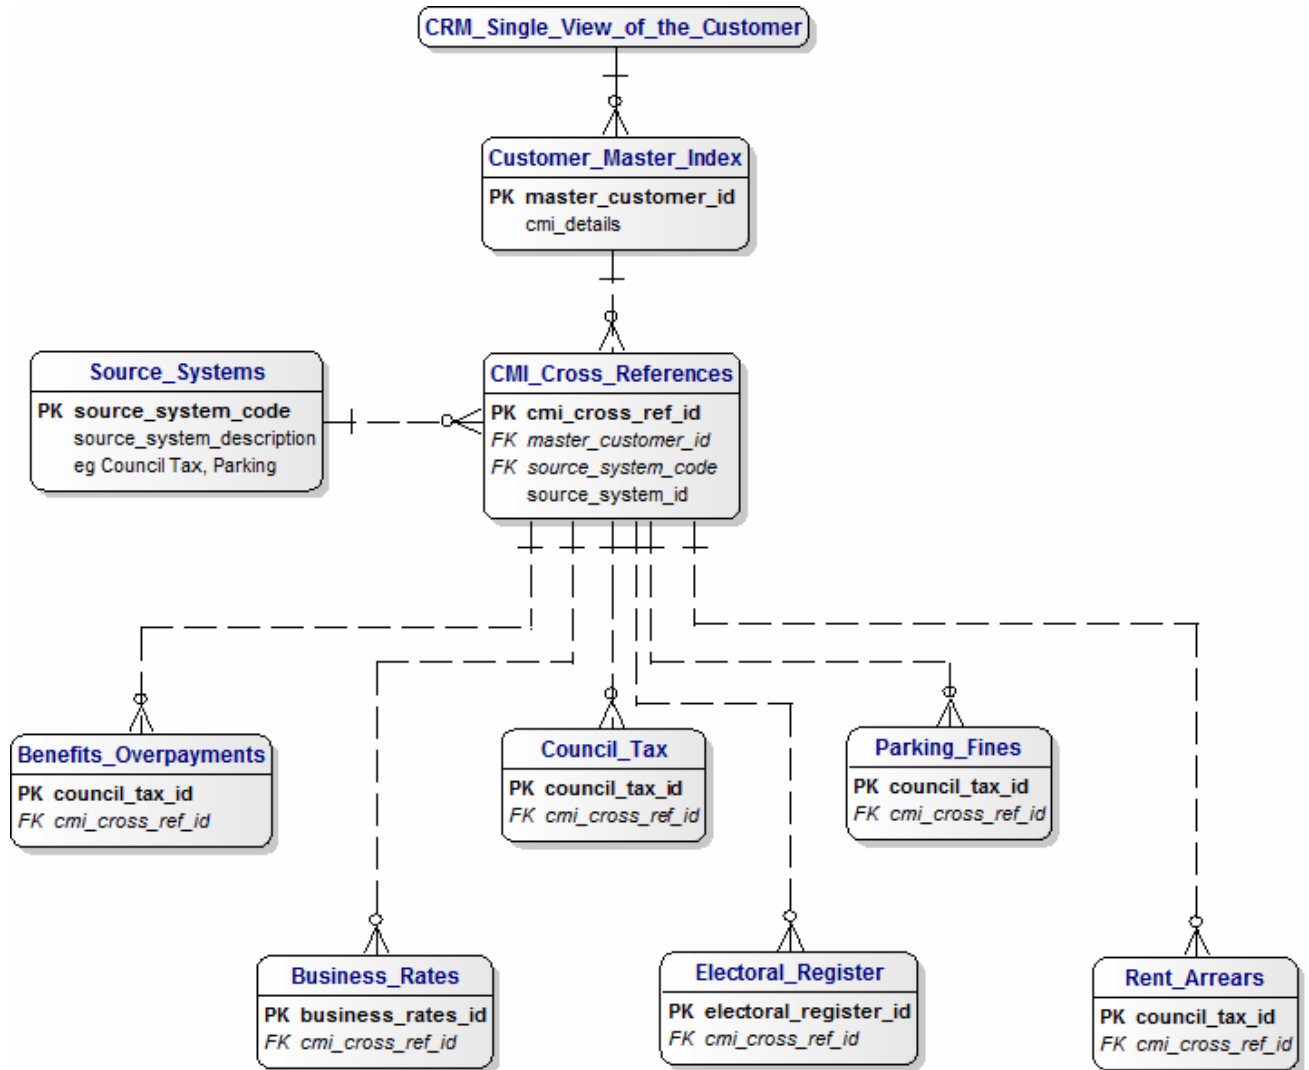 CRM_Single_View_of_the_Customer
Customer_Master_Index
PK master_customer_id
cmi_details
Source_Systems
PK source_system_code
source_system_description
eg Council Tax, Parking
CMI_Cross_References
PK cmi_cross_ref_id
FK master_customer_id
FK source_system_code
source_system_id
Benefits_Overpayments
PK council_tax_id
FK cmi_cross_ref_id
Council_Tax
PK council_tax_id
FK cmi_cross_ref_id
Parking_Fines
PK council_tax_id
FK cmi_cross_ref_id
Business_Rates
PK business_rates_id
FK cmi_cross_ref_id
Electoral_Register
PK electoral_register_id
FK cmi_cross_ref_id
Rent_Arrears
PK council_tax_id
FK cmi_cross_ref_id